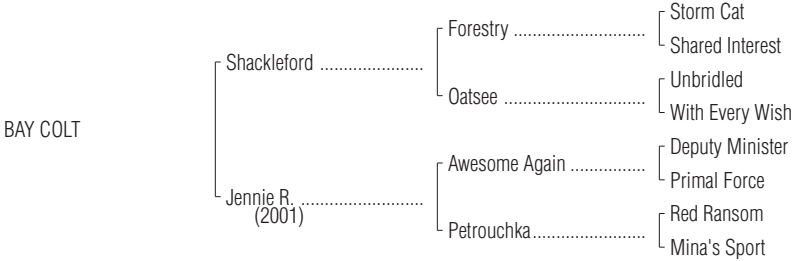 Storm Cat
Forestry ......................
Shared Interest
Shackleford ......................
Unbridled
Oatsee ..............................
With Every Wish
BAY COLT
Deputy Minister
Awesome Again ................
Primal Force
Jennie R. ..........................
(2001)
Red Ransom
Petrouchka........................
Mina's Sport